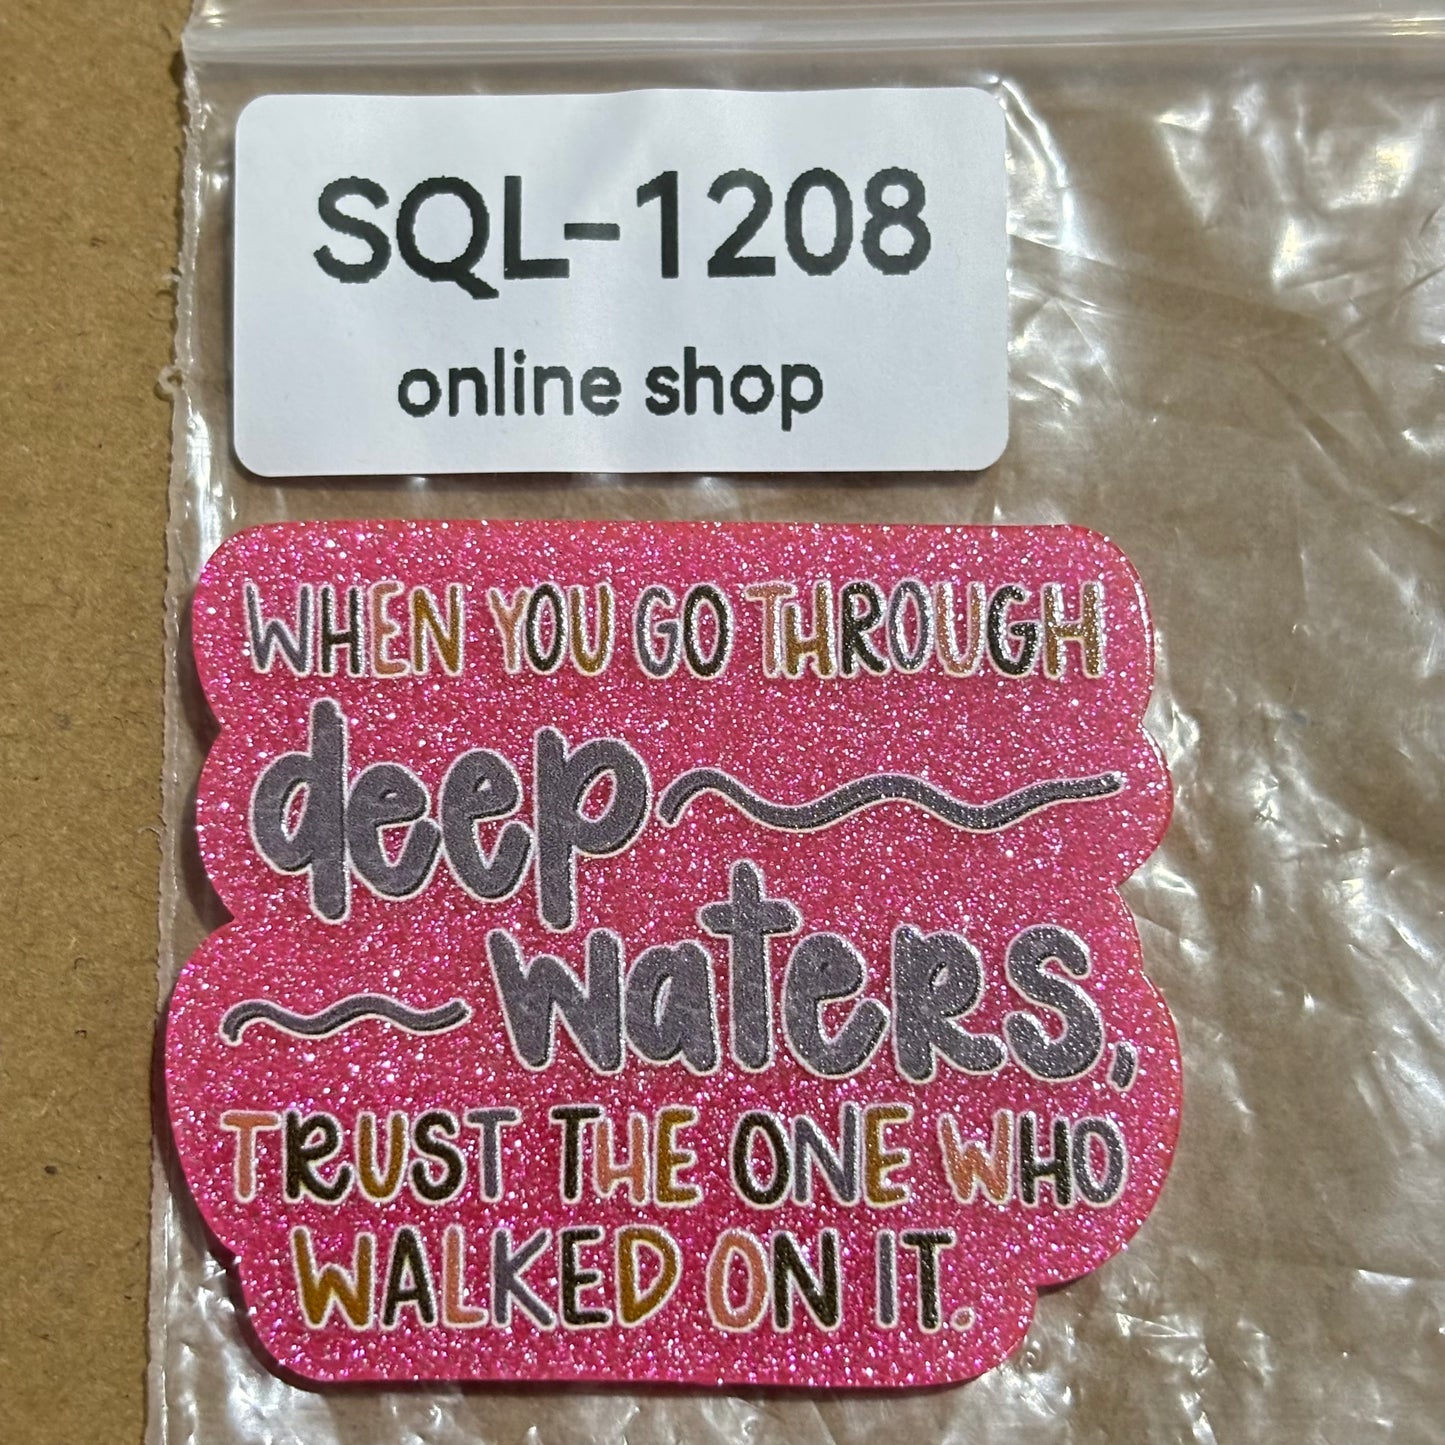 SQL-1208
online shop
WHEN YOU GO THROUGH
deep
waters,
TRUST THE ONE WHO
WALKED ON IT.